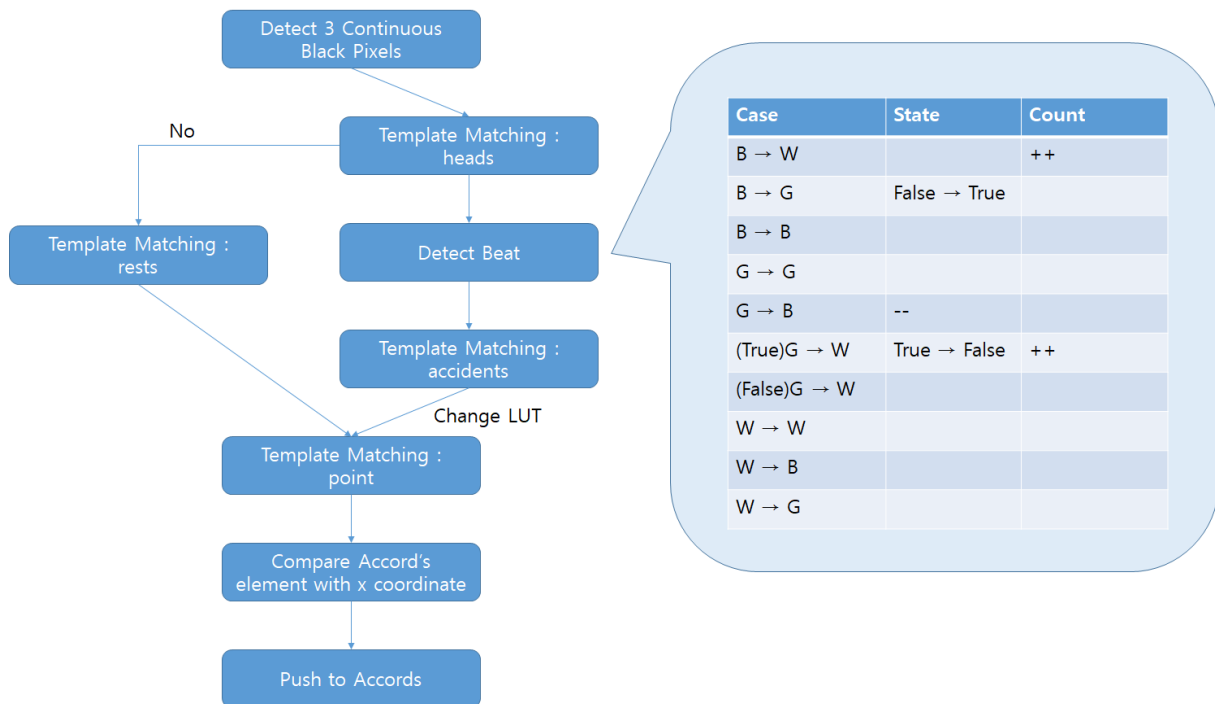 Detect 3 Continuous
Black Pixels
No
Template Matching :
heads
Template Matching :
rests
Detect Beat
Template Matching :
accidents
Change LUT
Template Matching :
point
Compare Accord's
element with x coordinate
Push to Accords
Case State Count
B → W ++
B → G False → True
B → B
G → G
G → B --
(True)G → W True → False ++
(False)G → W
W → W
W → B
W → G